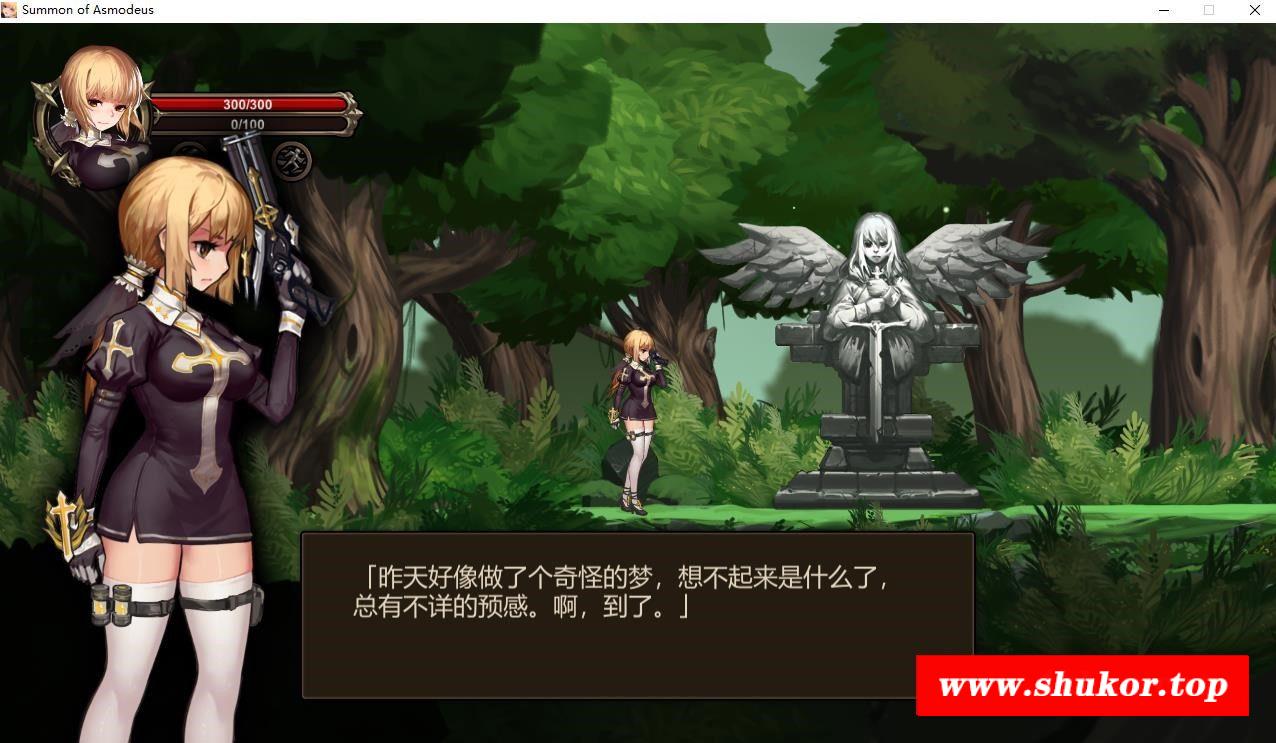 Summon of Asmodeus
300/300
0/100
「昨天好像做了个奇怪的梦，想不起来是什么了，
总有不详的预感。啊，到了。」
www.shukor.top